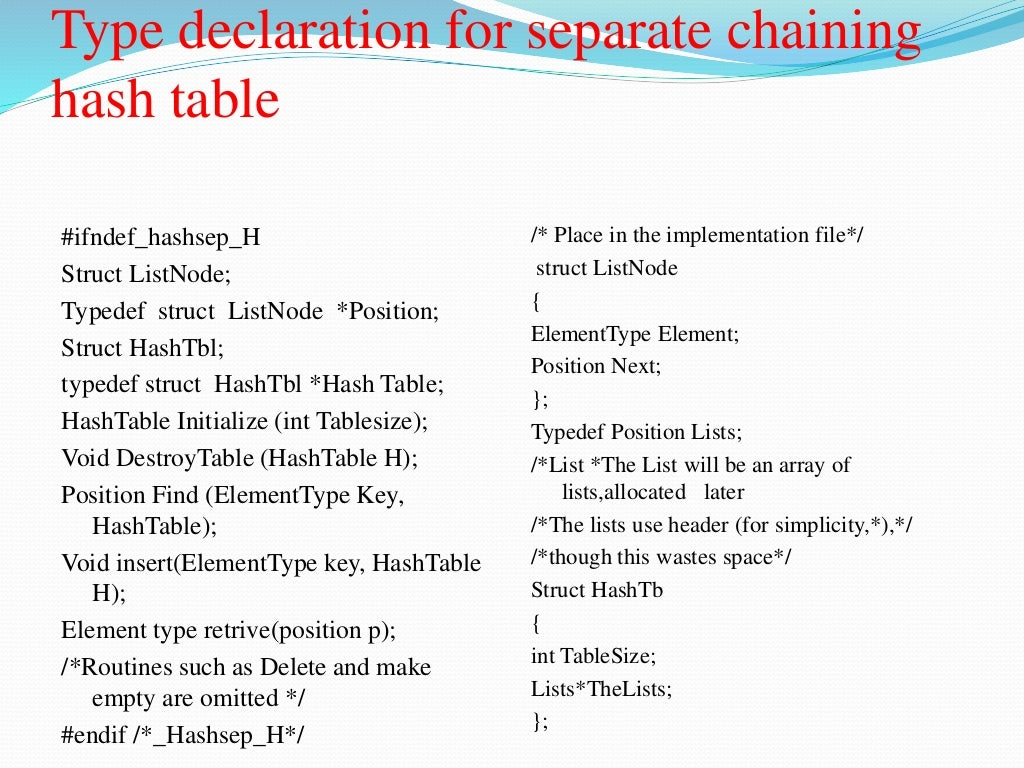 Type declaration for separate chaining
hash table
#ifndef_hashsep_H
Struct ListNode;
Typedef struct ListNode *Position;
Struct HashTbl;
typedef struct HashTbl *Hash Table;
HashTable Initialize (int Tablesize);
Void DestroyTable (HashTable H);
Position Find (ElementType Key,
HashTable);
Void insert(ElementType key, HashTable
H);
Element type retrive(position p);
/*Routines such as Delete and make
empty are omitted */
#endif /*_Hashsep_H*/
/* Place in the implementation file*/
struct ListNode
{
ElementType Element;
Position Next;
};
Typedef Position Lists;
/*List *The List will be an array of
lists,allocated later
/*The lists use header (for simplicity,*),*/
/*though this wastes space*/
Struct HashTb
{
int TableSize;
Lists*TheLists;
};